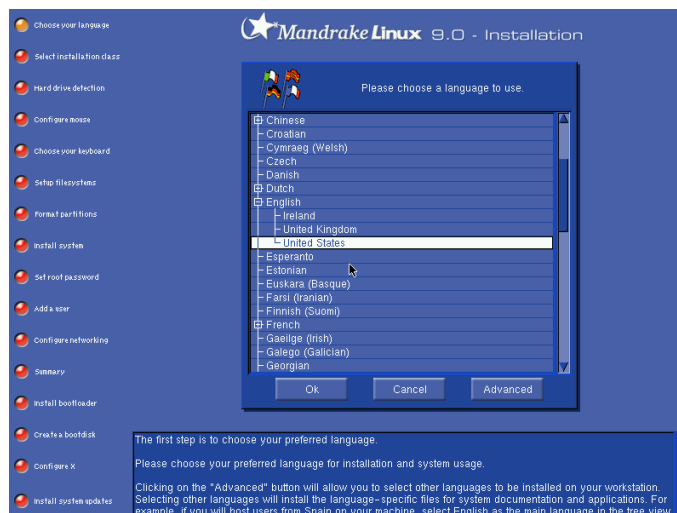 Choose your language
Select installation class
Hard drive detection
Configure mouse
Choose your keyboard
Setup filesystems
Format partitions
Install system
Set root password
Add a user
Configure networking
Summary
Install bootloader
Create a bootdisk
Configure X
Install system updates
Mandrake Linux 9.0 - Installation
Please choose a language to use.
Chinese
Croatian
Cymraeg (Welsh)
Czech
Danish
Dutch
English
Ireland
United Kingdom
United States
Esperanto
Estonian
Euskara (Basque)
Farsi (Iranian)
Finnish (Suomi)
French
Gaeilge (Irish)
Galego (Galician)
Georgian
Ok Cancel Advanced
The first step is to choose your preferred language.
Please choose your preferred language for installation and system usage.
Clicking on the "Advanced" button will allow you to select other languages to be installed on your workstation.
Selecting other languages will install the language-specific files for system documentation and applications. For
example, if you will host users from Spain on your machine, select English as the main language in the tree view